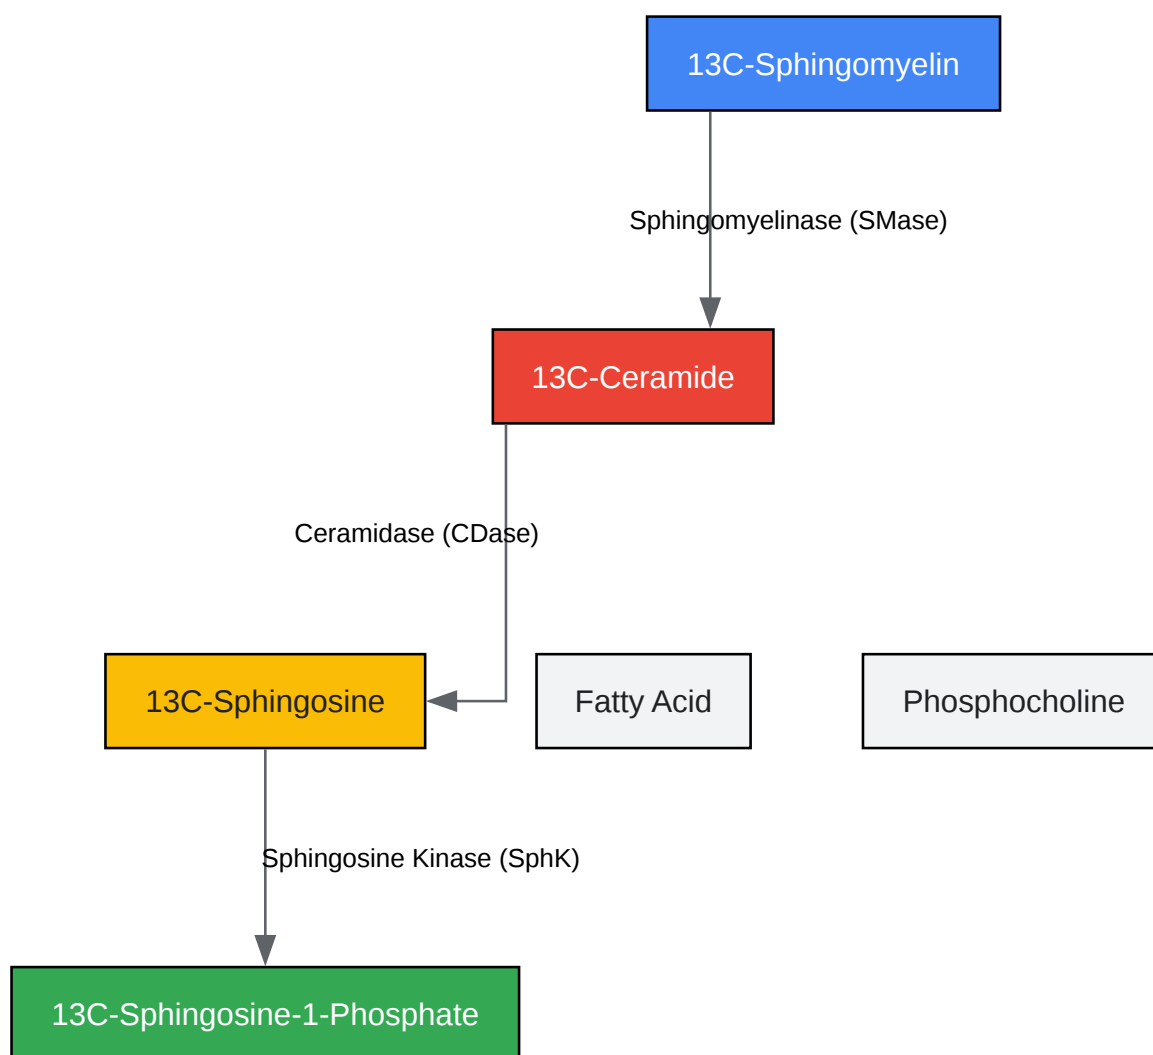 13C-Sphingomyelin
Sphingomyelinase (SMase)
13C-Ceramide
Ceramidase (CDase)
13C-Sphingosine
Fatty Acid
Phosphocholine
Sphingosine Kinase (SphK)
13C-Sphingosine-1-Phosphate